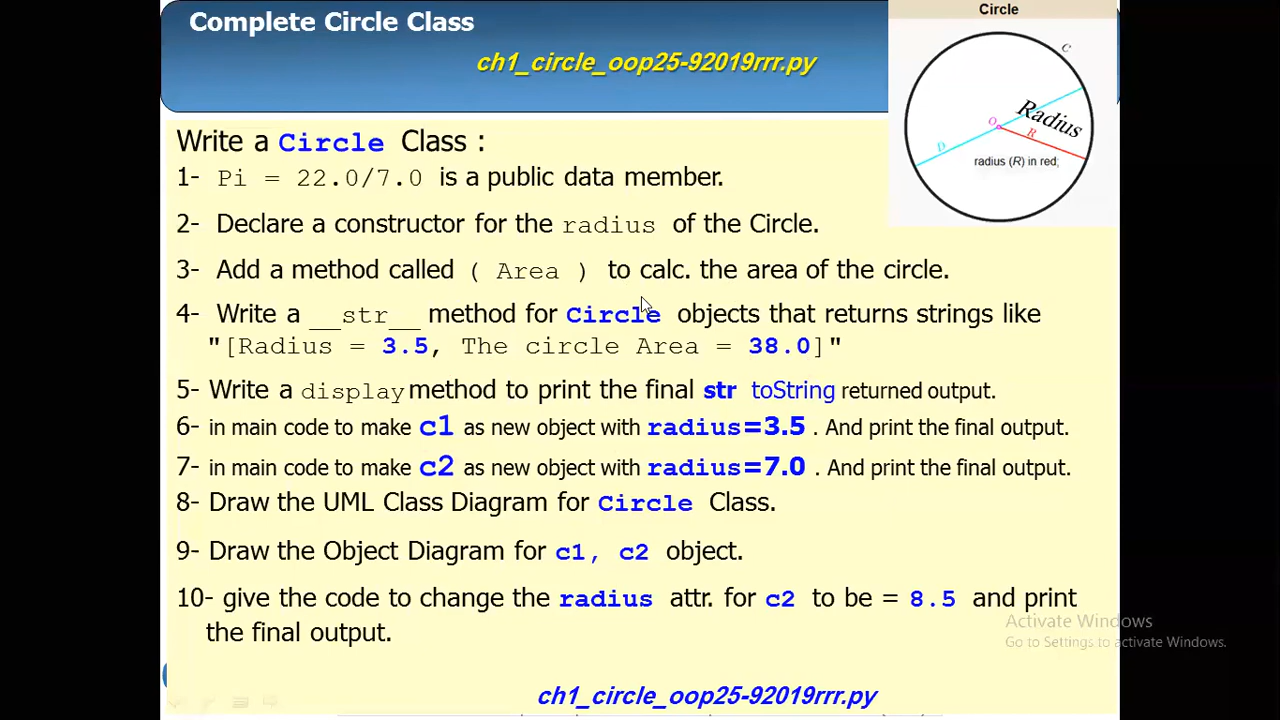 Complete Circle Class
ch1_circle_oop25-92019rrr.py
Circle
C
Radius
O
R
D
radius (R) in red;
Write a Circle Class :
1- Pi = 22.0/7.0 is a public data member.
2- Declare a constructor for the radius of the Circle.
3- Add a method called ( Area ) to calc. the area of the circle.
4- Write a __str__ method for Circle objects that returns strings like
"[Radius = 3.5, The circle Area = 38.0]"
5- Write a display method to print the final str toString returned output.
6- in main code to make c1 as new object with radius=3.5 . And print the final output.
7- in main code to make c2 as new object with radius=7.0 . And print the final output.
8- Draw the UML Class Diagram for Circle Class.
9- Draw the Object Diagram for c1, c2 object.
10- give the code to change the radius attr. for c2 to be = 8.5 and print
the final output.
Activate Windows
Go to Settings to activate Windows.
ch1_circle_oop25-92019rrr.py